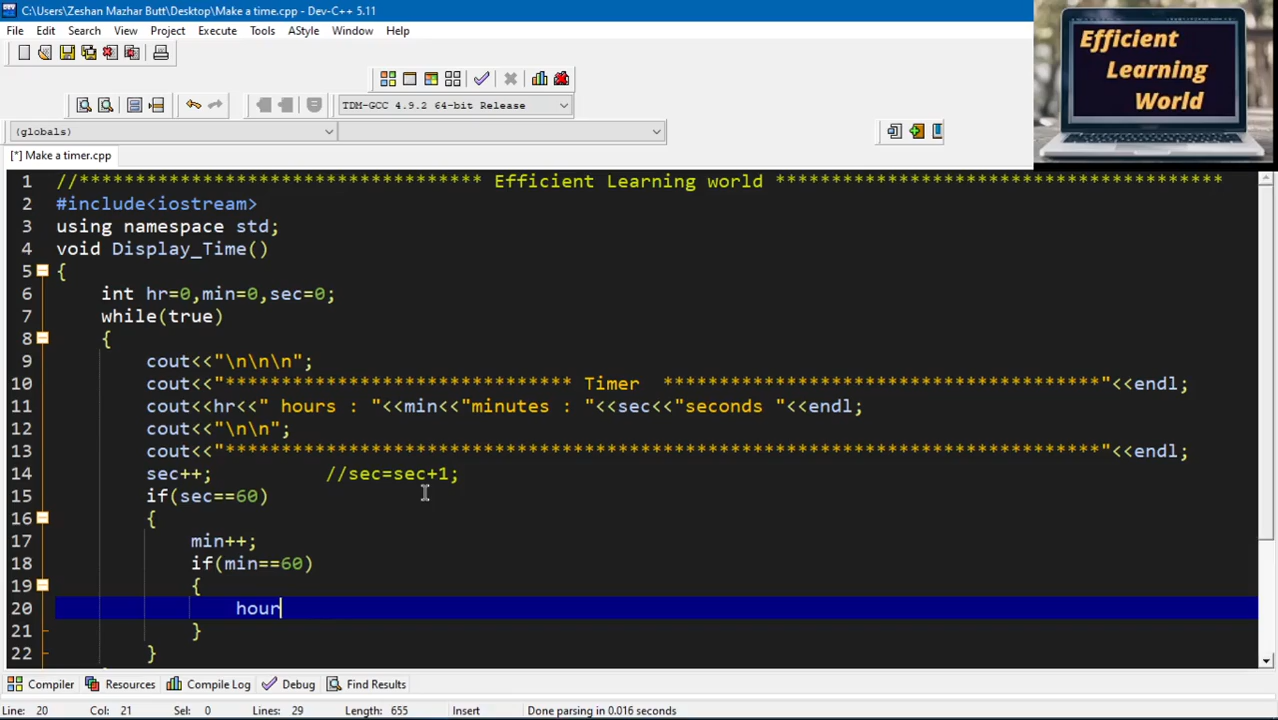 C:\Users\Zeshan Mazhar Butt\Desktop\Make a time.cpp - Dev-C++ 5.11
File Edit Search View Project Execute Tools AStyle Window Help
TDM-GCC 4.9.2 64-bit Release
(globals)
[*] Make a timer.cpp
Efficient
Learning
World
1 //************************************ Efficient Learning world ****************************************
2 #include<iostream>
3 using namespace std;
4 void Display_Time()
5 {
6 int hr=0,min=0,sec=0;
7 while(true)
8 {
9 cout<<"\n\n\n";
10 cout<<"******************************* Timer  ***************************************"<<endl;
11 cout<<hr<<" hours : "<<min<<"minutes : "<<sec<<"seconds "<<endl;
12 cout<<"\n\n";
13 cout<<"******************************************************************************"<<endl;
14 sec++; //sec=sec+1;
15 if(sec==60)
16 {
17 min++;
18 if(min==60)
19 {
20 hour
21 }
22 }
Compiler Resources Compile Log Debug Find Results
Line: 20 Col: 21 Sel: 0 Lines: 29 Length: 655 Insert Done parsing in 0.016 seconds